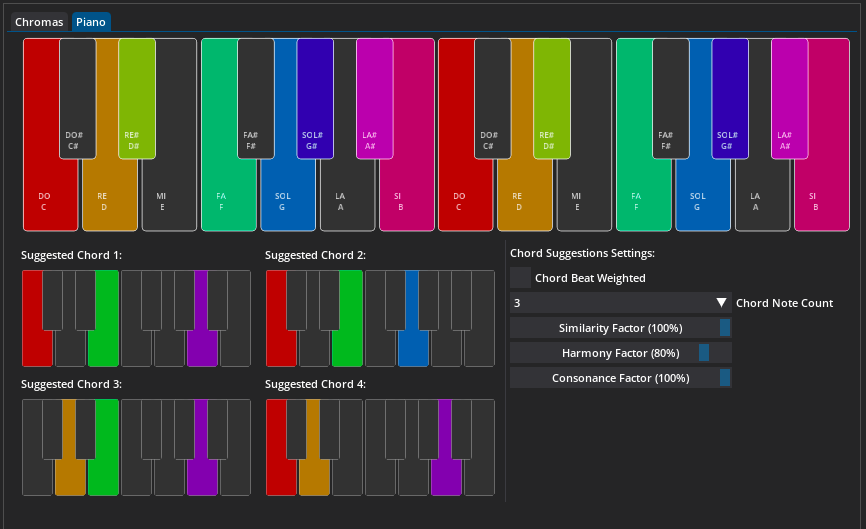 Chromas Piano
DO# RE# FA# SOL# LA# DO# RE# FA# SOL# LA#
C# D# F# G# A# C# D# F# G# A#
DO RE MI FA SOL LA SI DO RE MI FA SOL LA SI
C D E F G A B C D E F G A B
Suggested Chord 1: Suggested Chord 2: Chord Suggestions Settings:
Chord Beat Weighted
3 Chord Note Count
Similarity Factor (100%)
Harmony Factor (80%)
Consonance Factor (100%)
Suggested Chord 3: Suggested Chord 4: